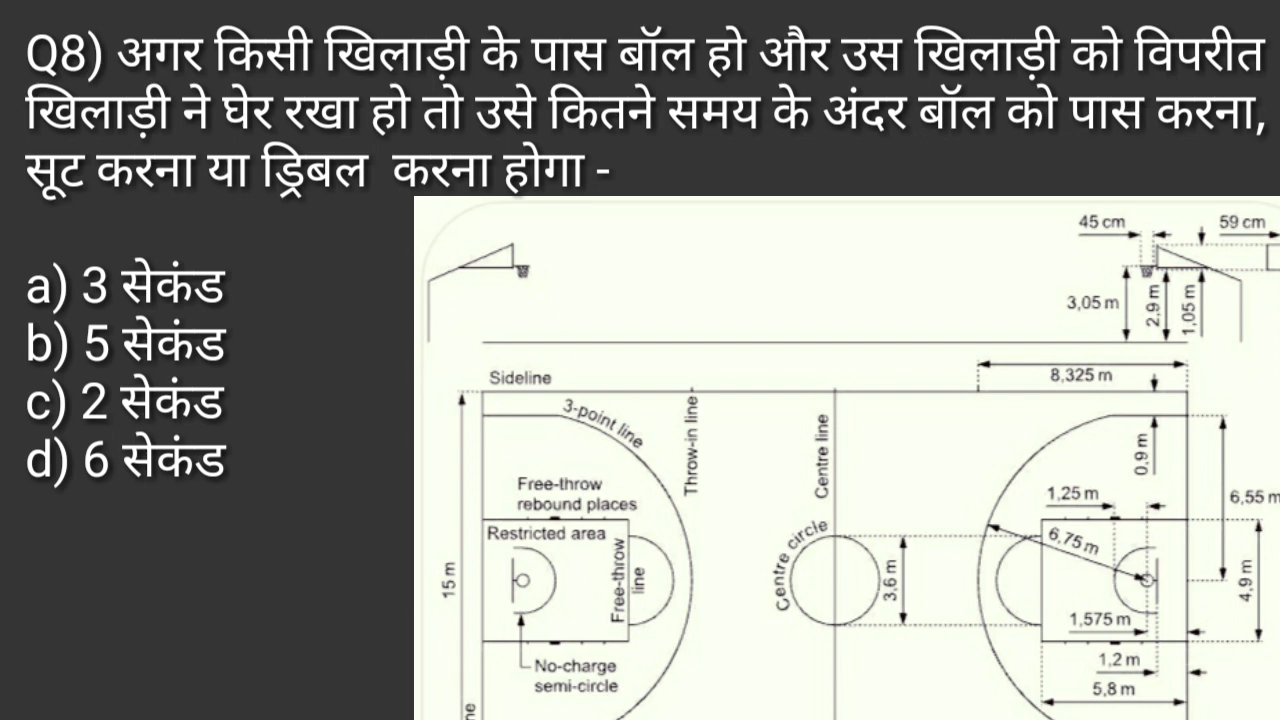 Q8) अगर किसी खिलाड़ी के पास बॉल हो और उस खिलाड़ी को विपरीत
खिलाड़ी ने घेर रखा हो तो उसे कितने समय के अंदर बॉल को पास करना,
सूट करना या ड्रिबल करना होगा -
a) 3 सेकंड
b) 5 सेकंड
c) 2 सेकंड
d) 6 सेकंड
45 cm
59 cm
3,05 m
2,9 m
1,05 m
Sideline
8,325 m
3-point line
Throw-in line
Centre line
0,9 m
Free-throw
rebound places
1,25 m
6,55 m
Restricted area
Centre circle
6,75 m
15 m
Free-throw
line
3,6 m
4,9 m
1,575 m
No-charge
semi-circle
1,2 m
5,8 m